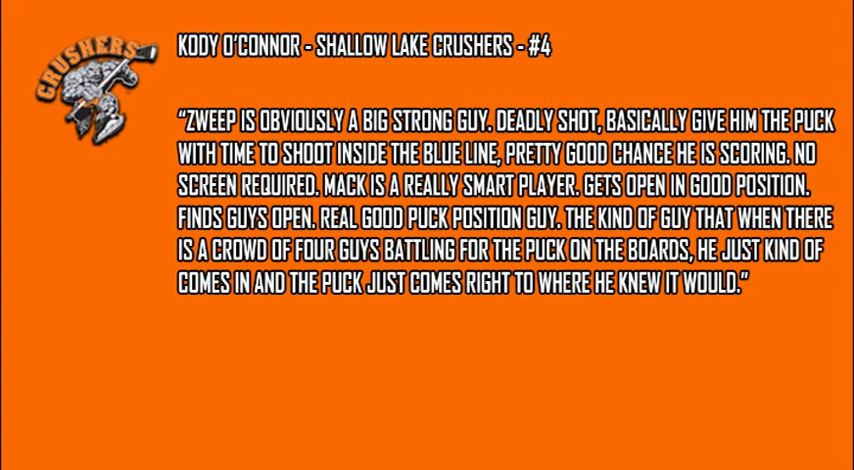 CRUSHERS
KODY O'CONNOR - SHALLOW LAKE CRUSHERS - #4
"ZWEEP IS OBVIOUSLY A BIG STRONG GUY. DEADLY SHOT, BASICALLY GIVE HIM THE PUCK
WITH TIME TO SHOOT INSIDE THE BLUE LINE, PRETTY GOOD CHANCE HE IS SCORING. NO
SCREEN REQUIRED. MACK IS A REALLY SMART PLAYER. GETS OPEN IN GOOD POSITION.
FINDS GUYS OPEN. REAL GOOD PUCK POSITION GUY. THE KIND OF GUY THAT WHEN THERE
IS A CROWD OF FOUR GUYS BATTLING FOR THE PUCK ON THE BOARDS, HE JUST KIND OF
COMES IN AND THE PUCK JUST COMES RIGHT TO WHERE HE KNEW IT WOULD."